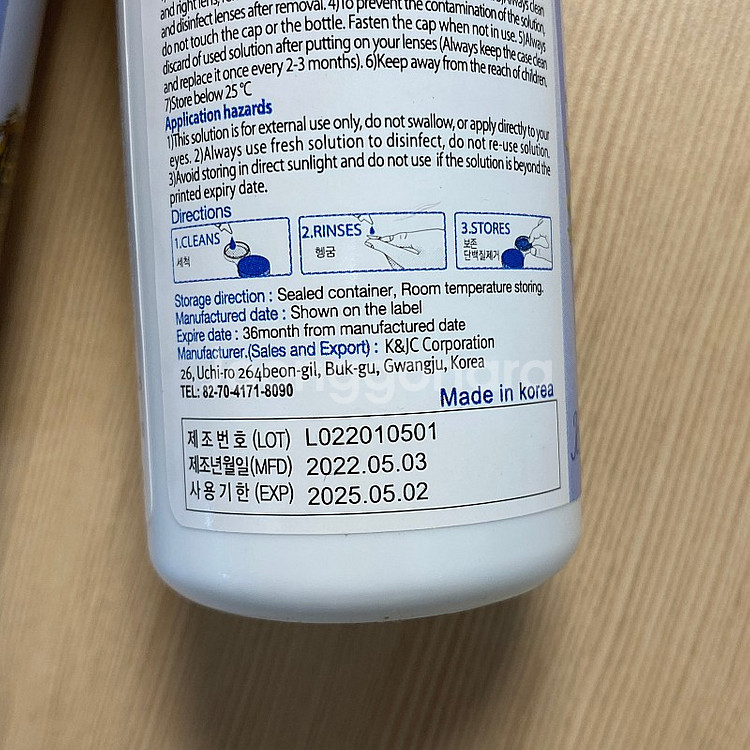 and disinfect lenses after removal. 4)To prevent the contamination of the solution,
do not touch the cap or the bottle. Fasten the cap when not in use. 5)Always
discard of used solution after putting on your lenses (Always keep the case clean
and replace it once every 2-3 months). 6)Keep away from the reach of children,
7)Store below 25℃
Application hazards
1)This solution is for external use only, do not swallow, or apply directly to your
eyes. 2)Always use fresh solution to disinfect, do not re-use solution.
3)Avoid storing in direct sunlight and do not use if the solution is beyond the
printed expiry date.
Directions
1.CLEANS 2.RINSES 3.STORES
세척 헹굼 보존
단백질제거
Storage direction : Sealed container, Room temperature storing.
Manufactured date : Shown on the label
Expire date : 36month from manufactured date
Manufacturer.(Sales and Export) : K&JC Corporation
26, Uchi-ro 264beon-gil, Buk-gu, Gwangju, Korea
TEL: 82-70-4171-8090
Made in korea
제조번호 (LOT) L022010501
제조년월일(MFD) 2022.05.03
사용기한 (EXP) 2025.05.02